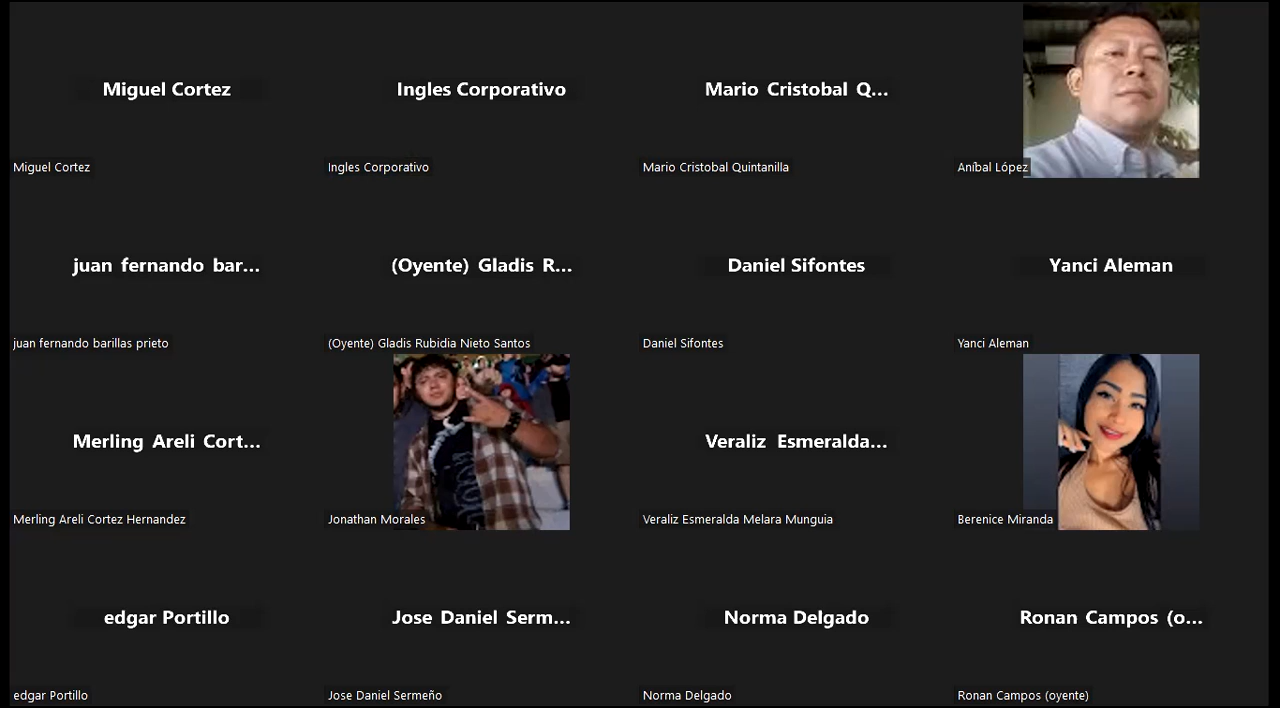 Miguel Cortez
Ingles Corporativo
Mario Cristobal Q...
Miguel Cortez
Ingles Corporativo
Mario Cristobal Quintanilla
Aníbal López
juan fernando bar...
(Oyente) Gladis R...
Daniel Sifontes
Yanci Aleman
juan fernando barillas prieto
(Oyente) Gladis Rubidia Nieto Santos
Daniel Sifontes
Yanci Aleman
Merling Areli Cort...
Veraliz Esmeralda...
Merling Areli Cortez Hernandez
Jonathan Morales
Veraliz Esmeralda Melara Munguia
Berenice Miranda
edgar Portillo
Jose Daniel Serm...
Norma Delgado
Ronan Campos (o...
edgar Portillo
Jose Daniel Sermeño
Norma Delgado
Ronan Campos (oyente)